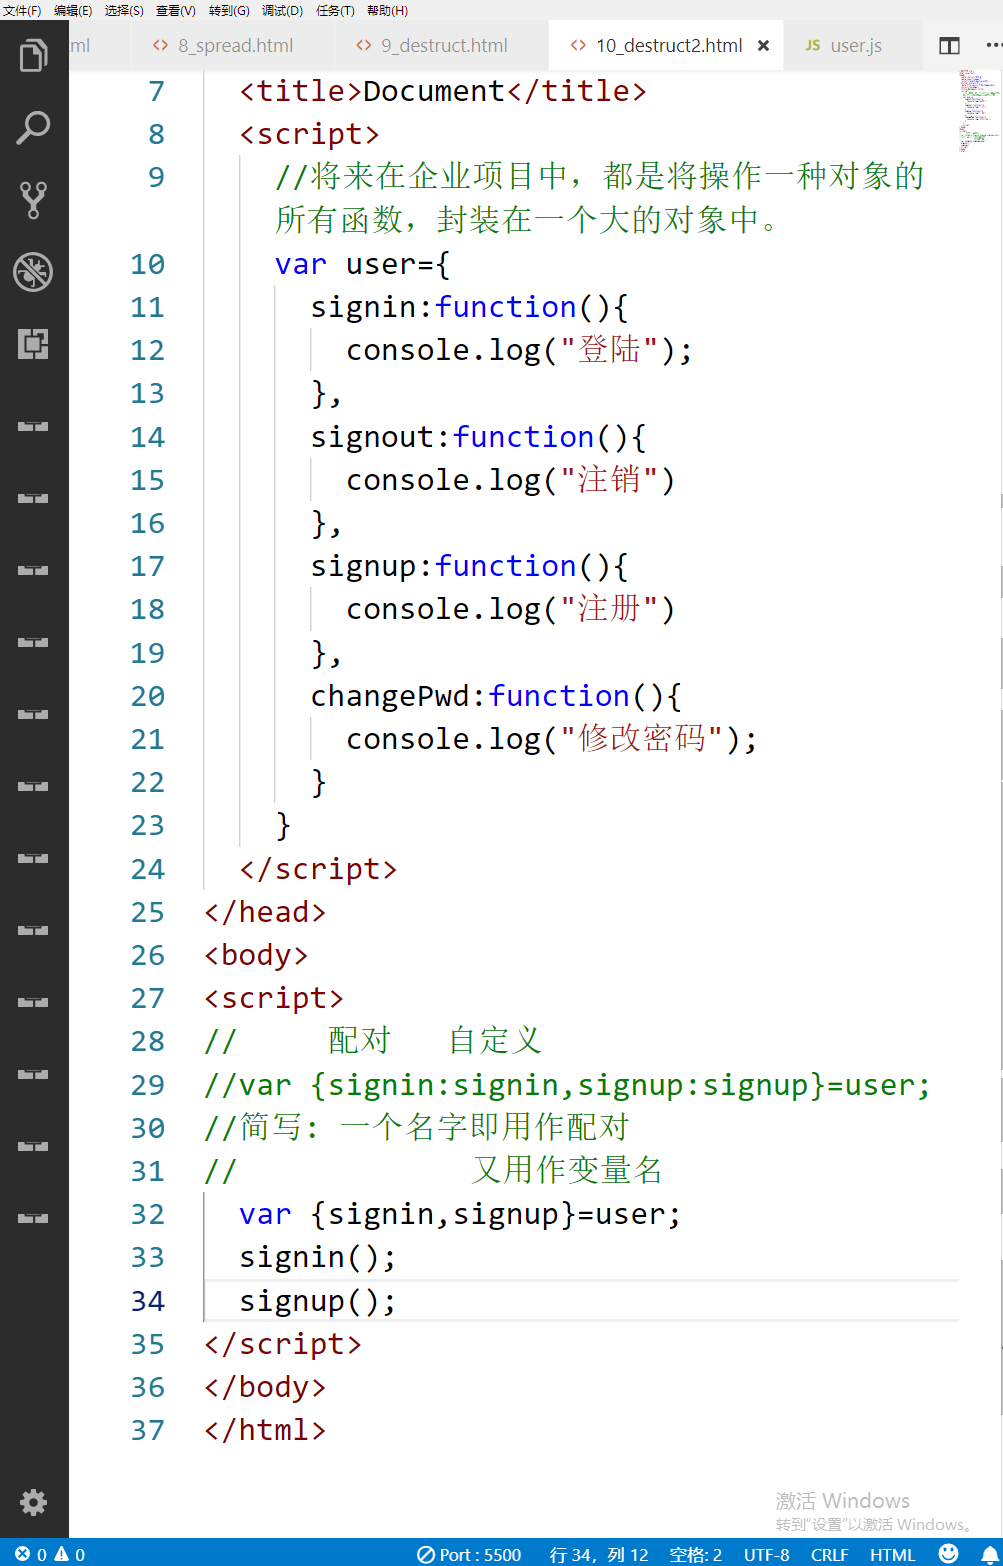 文件(F) 编辑(E) 选择(S) 查看(V) 转到(G) 调试(D) 任务(T) 帮助(H)
ml <> 8_spread.html <> 9_destruct.html <> 10_destruct2.html × JS user.js
7 <title>Document</title>
8 <script>
9 //将来在企业项目中，都是将操作一种对象的
所有函数，封装在一个大的对象中。
10 var user={
11 signin:function(){
12 console.log("登陆");
13 },
14 signout:function(){
15 console.log("注销")
16 },
17 signup:function(){
18 console.log("注册")
19 },
20 changePwd:function(){
21 console.log("修改密码");
22 }
23 }
24 </script>
25 </head>
26 <body>
27 <script>
28 // 配对 自定义
29 //var {signin:signin,signup:signup}=user;
30 //简写: 一个名字即用作配对
31 // 又用作变量名
32 var {signin,signup}=user;
33 signin();
34 signup();
35 </script>
36 </body>
37 </html>
激活 Windows
转到"设置"以激活 Windows。
0 0 Port : 5500 行 34，列 12 空格: 2 UTF-8 CRLF HTML